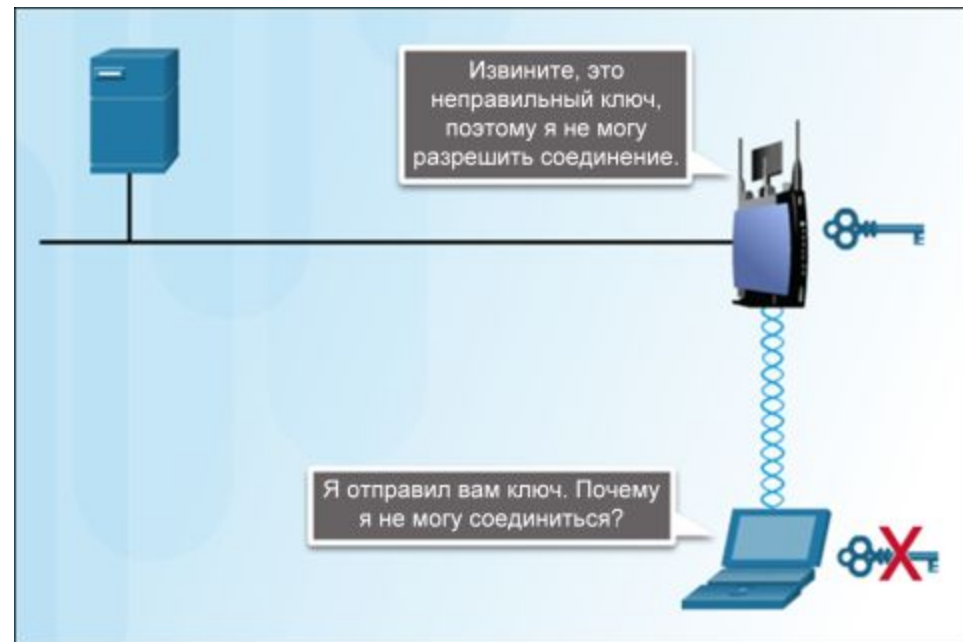 Извините, это
неправильный ключ,
поэтому я не могу
разрешить соединение.
Я отправил вам ключ. Почему
я не могу соединиться?